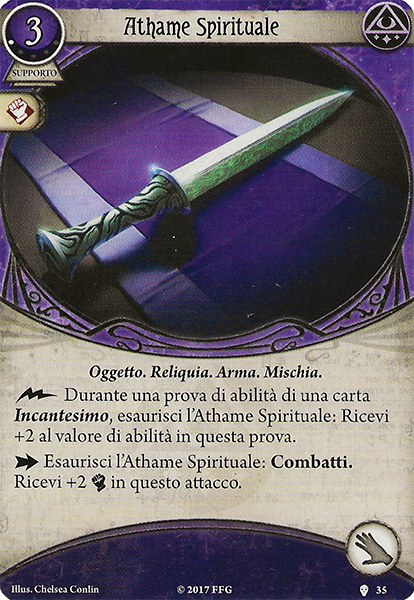 3
Athame Spirituale
SUPPORTO
Oggetto. Reliquia. Arma. Mischia.
Durante una prova di abilità di una carta
Incantesimo, esaurisci l'Athame Spirituale: Ricevi
+2 al valore di abilità in questa prova.
Esaurisci l'Athame Spirituale: Combatti.
Ricevi +2 in questo attacco.
Illus. Chelsea Conlin © 2017 FFG 35